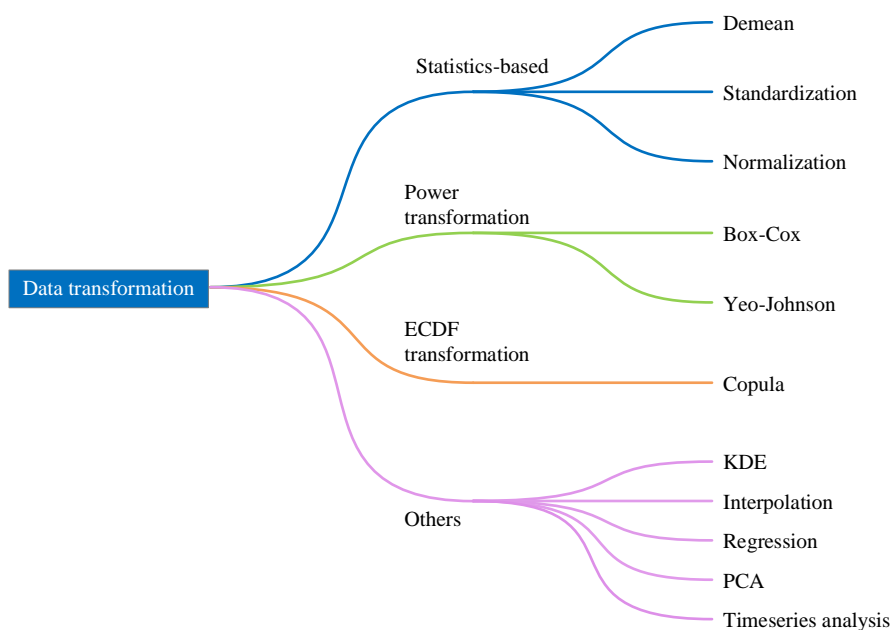 Data transformation
Statistics-based
Demean
Standardization
Normalization
Power
transformation
Box-Cox
Yeo-Johnson
ECDF
transformation
Copula
Others
KDE
Interpolation
Regression
PCA
Timeseries analysis